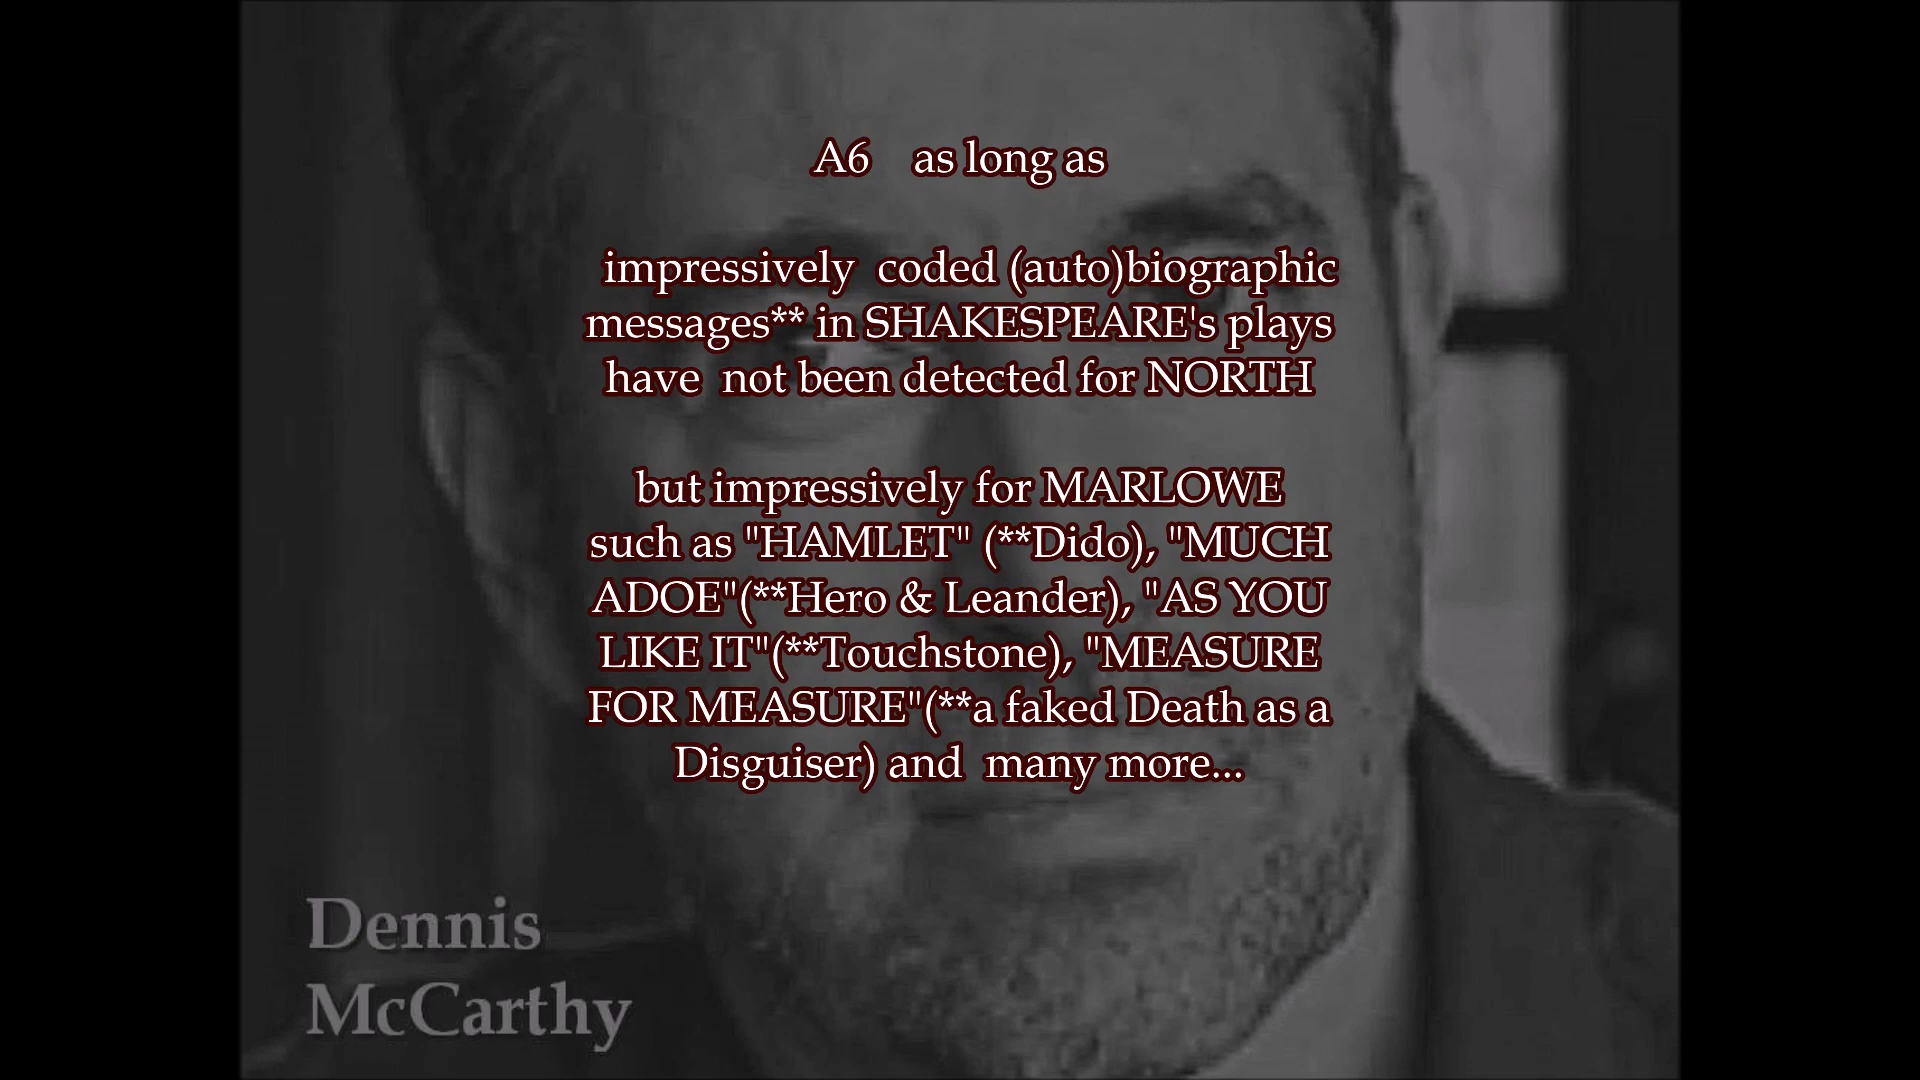 A6 as long as
impressively coded (auto)biographic
messages** in SHAKESPEARE's plays
have not been detected for NORTH
but impressively for MARLOWE
such as "HAMLET" (**Dido), "MUCH
ADOE"(**Hero & Leander), "AS YOU
LIKE IT"(**Touchstone), "MEASURE
FOR MEASURE"(**a faked Death as a
Disguiser) and many more...
Dennis
McCarthy